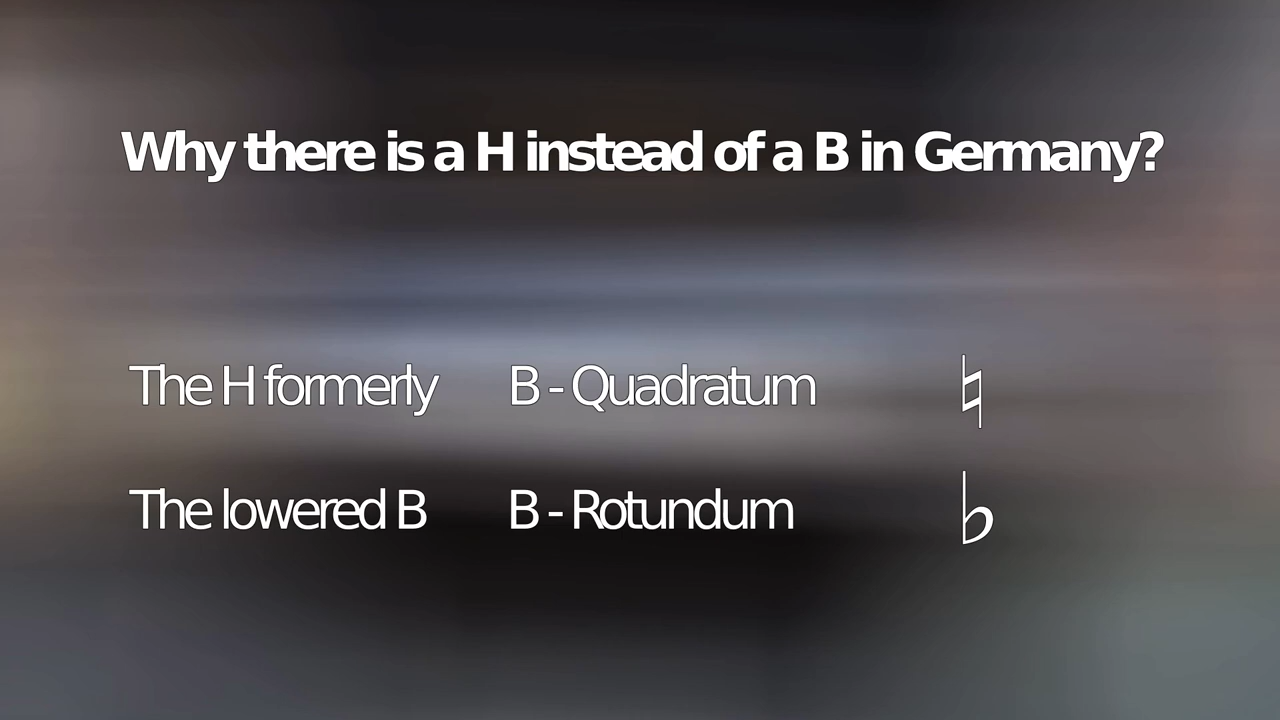 Why there is a H instead of a B in Germany?
The H formerly B - Quadratum ♮
The lowered B B - Rotundum ♭